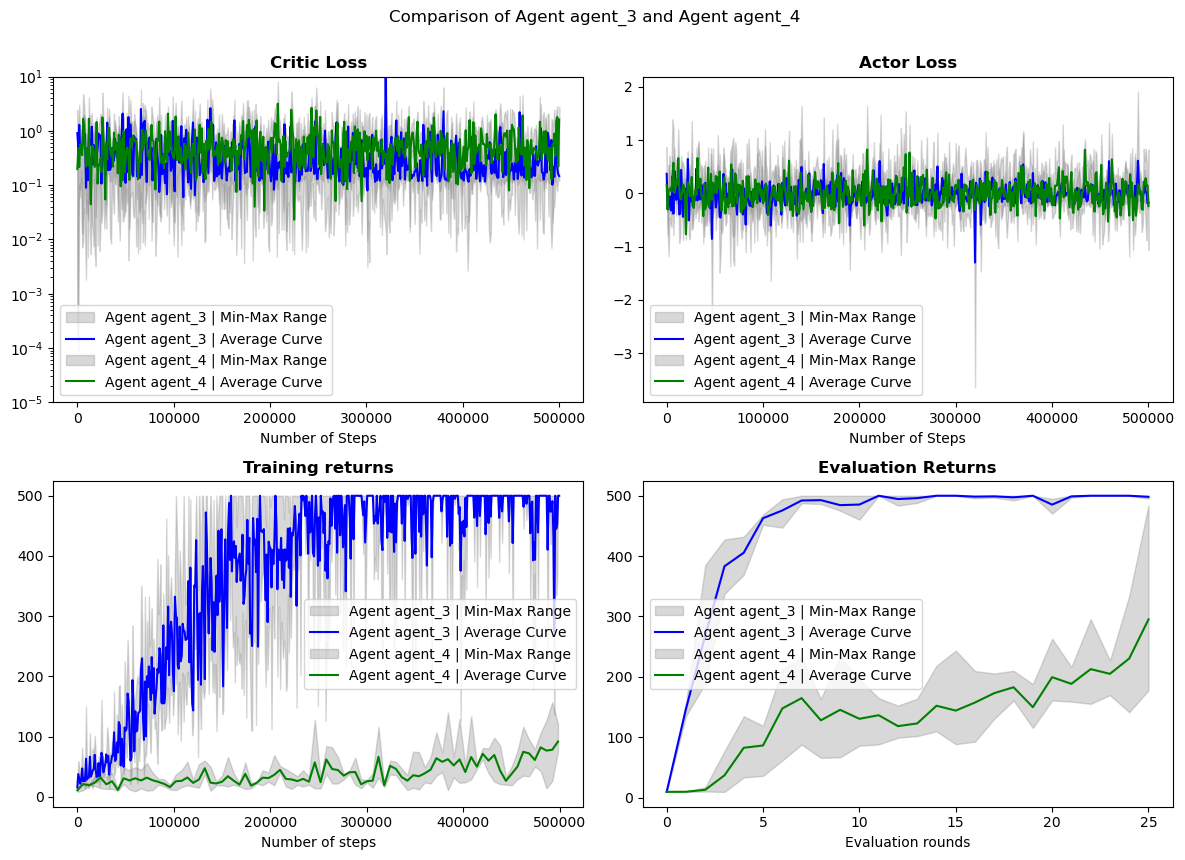 Comparison of Agent agent_3 and Agent agent_4
Critic Loss
10^1
10^0
10^-1
10^-2
10^-3
10^-4
10^-5
Agent agent_3 | Min-Max Range
Agent agent_3 | Average Curve
Agent agent_4 | Min-Max Range
Agent agent_4 | Average Curve
0 100000 200000 300000 400000 500000
Number of Steps
Actor Loss
2
1
0
−1
−2
−3
Agent agent_3 | Min-Max Range
Agent agent_3 | Average Curve
Agent agent_4 | Min-Max Range
Agent agent_4 | Average Curve
0 100000 200000 300000 400000 500000
Number of Steps
Training returns
500
400
300
200
100
0
Agent agent_3 | Min-Max Range
Agent agent_3 | Average Curve
Agent agent_4 | Min-Max Range
Agent agent_4 | Average Curve
0 100000 200000 300000 400000 500000
Number of steps
Evaluation Returns
500
400
300
200
100
0
Agent agent_3 | Min-Max Range
Agent agent_3 | Average Curve
Agent agent_4 | Min-Max Range
Agent agent_4 | Average Curve
0 5 10 15 20 25
Evaluation rounds